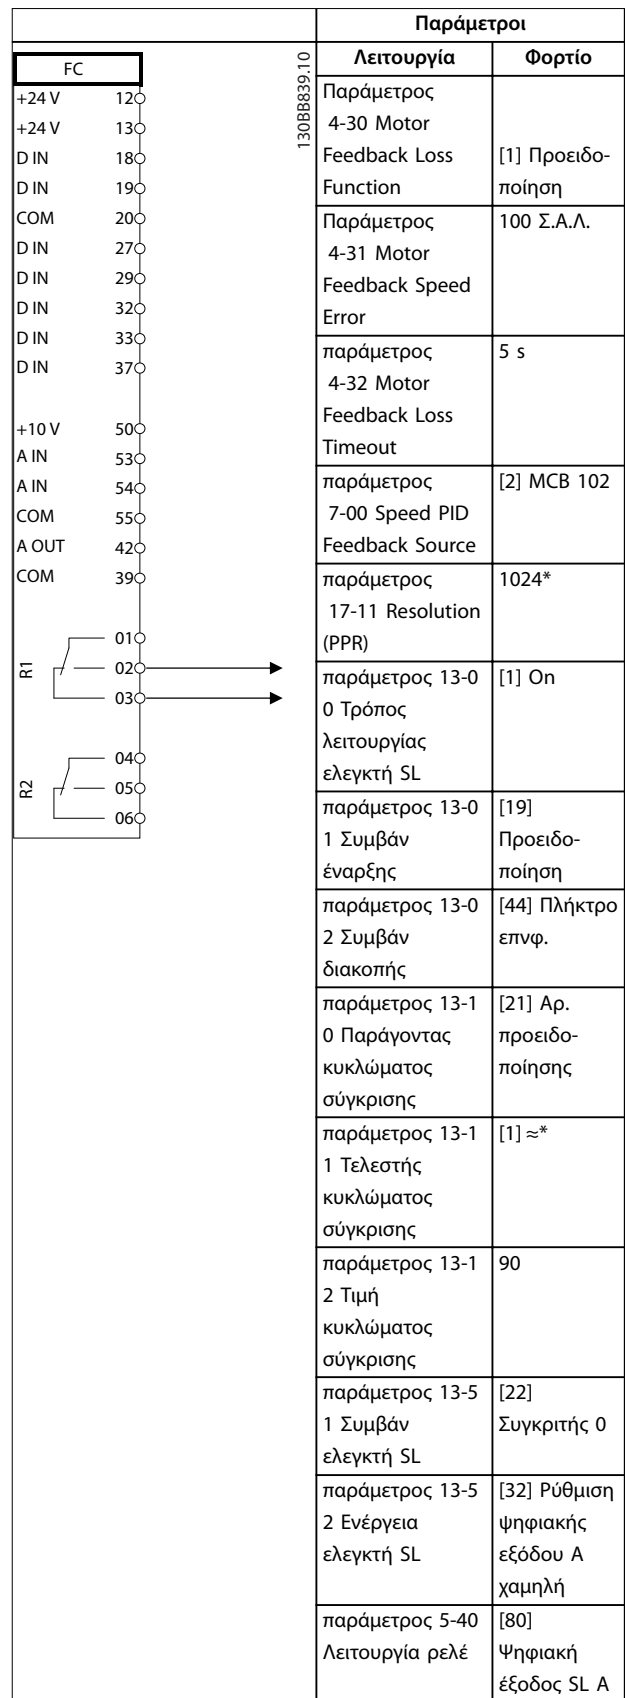 Παράμετροι
Λειτουργία Φορτίο
FC
130BB839.10
+24 V 12
+24 V 13
D IN 18
D IN 19
COM 20
D IN 27
D IN 29
D IN 32
D IN 33
D IN 37
+10 V 50
A IN 53
A IN 54
COM 55
A OUT 42
COM 39
R1
01
02
03
R2
04
05
06
Παράμετρος
4-30 Motor
Feedback Loss [1] Προειδο-
Function ποίηση
Παράμετρος 100 Σ.Α.Λ.
4-31 Motor
Feedback Speed
Error
παράμετρος 5 s
4-32 Motor
Feedback Loss
Timeout
παράμετρος [2] MCB 102
7-00 Speed PID
Feedback Source
παράμετρος 1024*
17-11 Resolution
(PPR)
παράμετρος 13-0 [1] On
0 Τρόπος
λειτουργίας
ελεγκτή SL
παράμετρος 13-0 [19]
1 Συμβάν Προειδο-
έναρξης ποίηση
παράμετρος 13-0 [44] Πλήκτρο
2 Συμβάν επνφ.
διακοπής
παράμετρος 13-1 [21] Αρ.
0 Παράγοντας προειδο-
κυκλώματος ποίησης
σύγκρισης
παράμετρος 13-1 [1] ≈*
1 Τελεστής
κυκλώματος
σύγκρισης
παράμετρος 13-1 90
2 Τιμή
κυκλώματος
σύγκρισης
παράμετρος 13-5 [22]
1 Συμβάν Συγκριτής 0
ελεγκτή SL
παράμετρος 13-5 [32] Ρύθμιση
2 Ενέργεια ψηφιακής
ελεγκτή SL εξόδου A
χαμηλή
παράμετρος 5-40 [80]
Λειτουργία ρελέ Ψηφιακή
έξοδος SL A